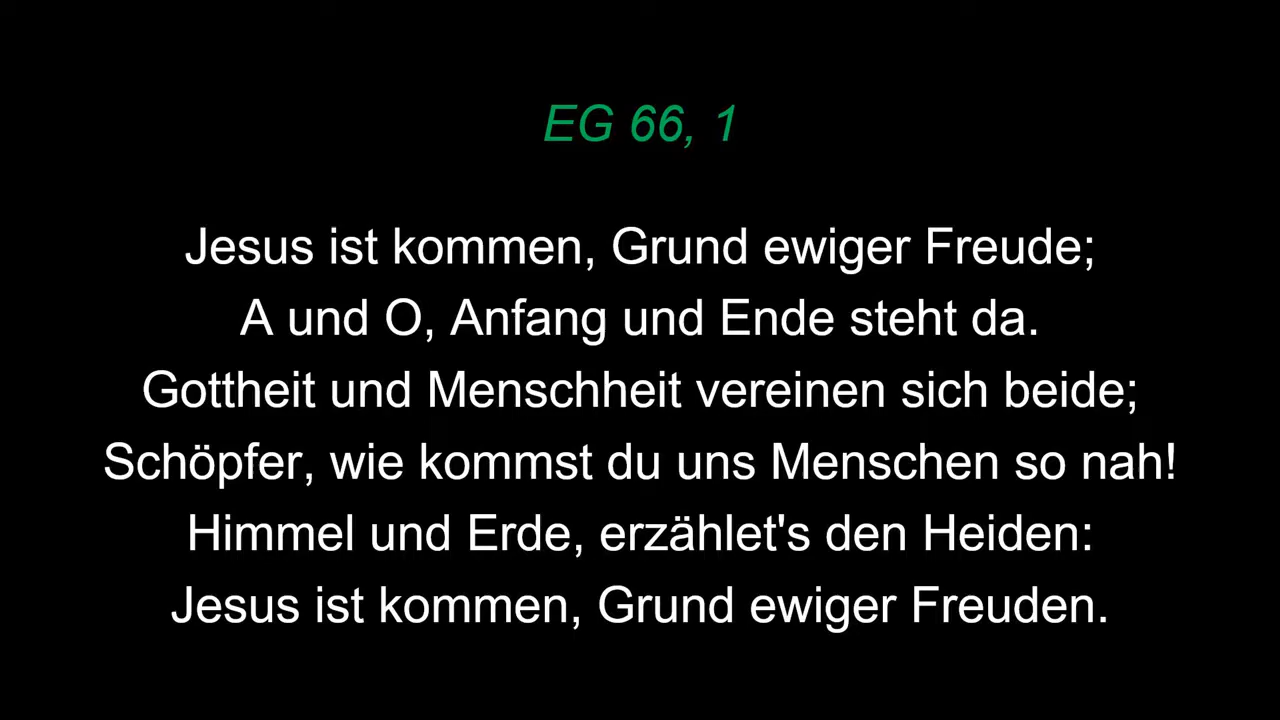 EG 66, 1
Jesus ist kommen, Grund ewiger Freude;
A und O, Anfang und Ende steht da.
Gottheit und Menschheit vereinen sich beide;
Schöpfer, wie kommst du uns Menschen so nah!
Himmel und Erde, erzählet's den Heiden:
Jesus ist kommen, Grund ewiger Freuden.